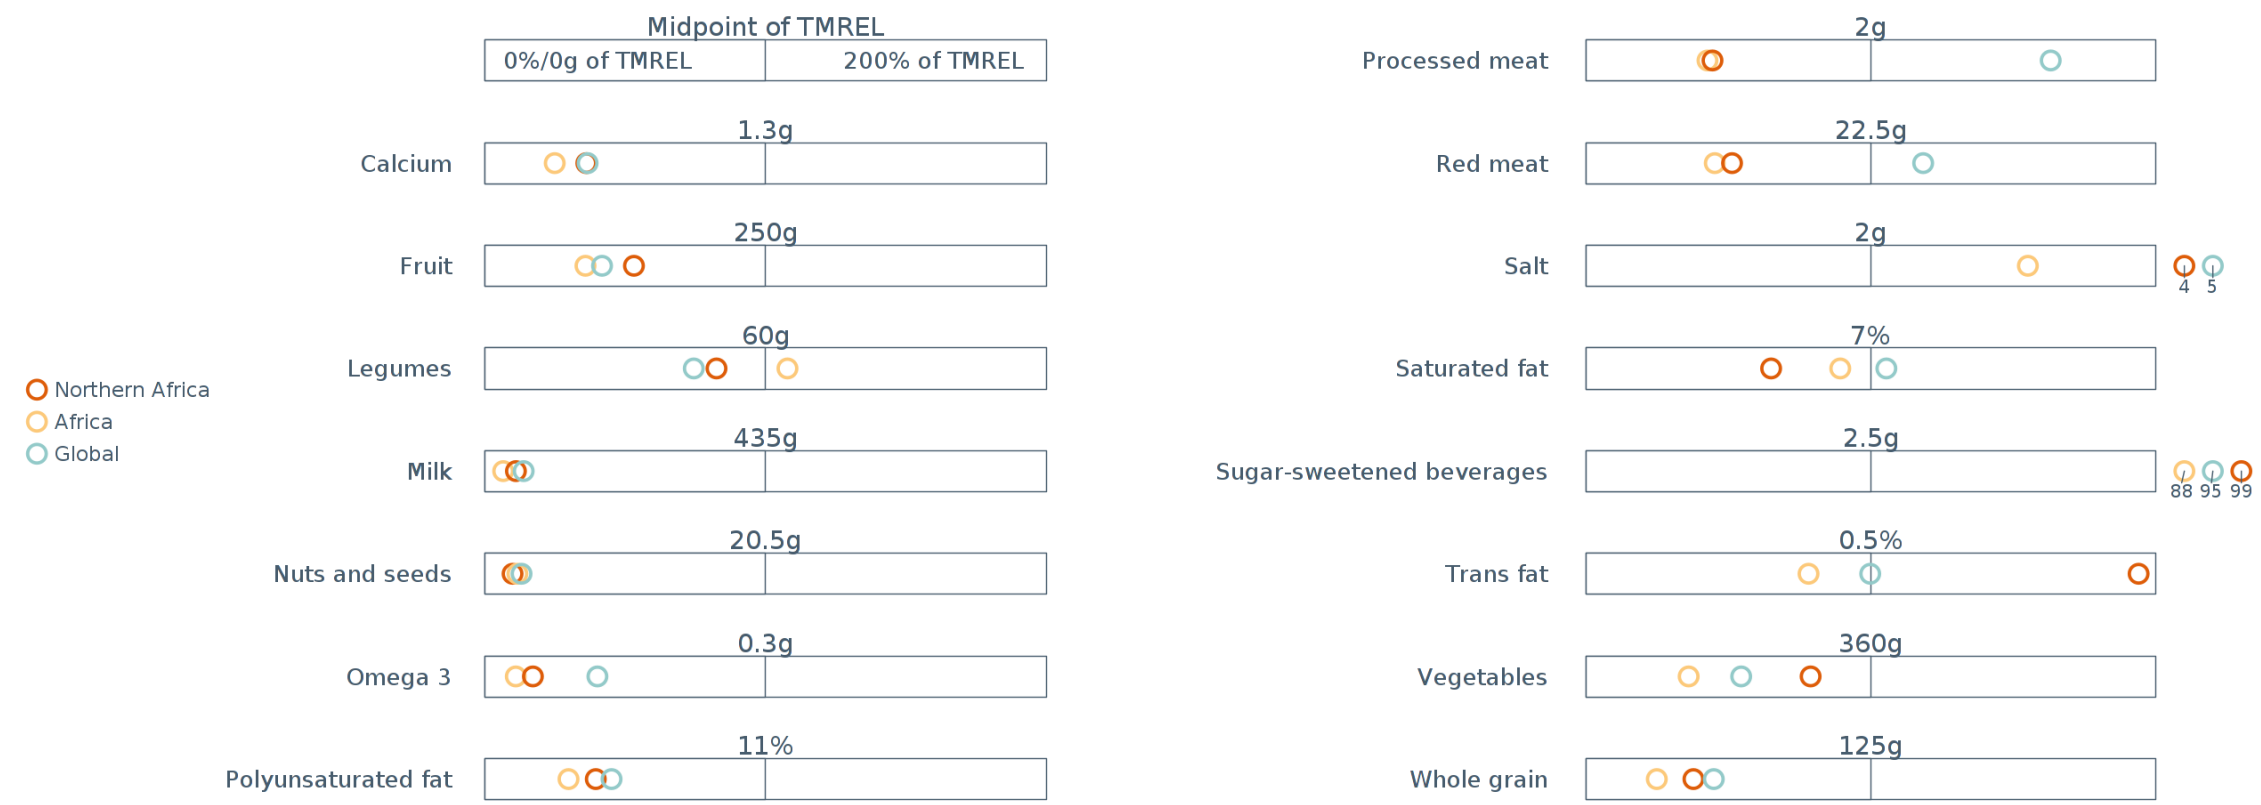 Midpoint of TMREL
0%/0g of TMREL 200% of TMREL
1.3g
Calcium
250g
Fruit
60g
Legumes
435g
Milk
20.5g
Nuts and seeds
0.3g
Omega 3
11%
Polyunsaturated fat
Northern Africa
Africa
Global
2g
Processed meat
22.5g
Red meat
2g
Salt
4 5
7%
Saturated fat
2.5g
Sugar-sweetened beverages
88 95 99
0.5%
Trans fat
360g
Vegetables
125g
Whole grain